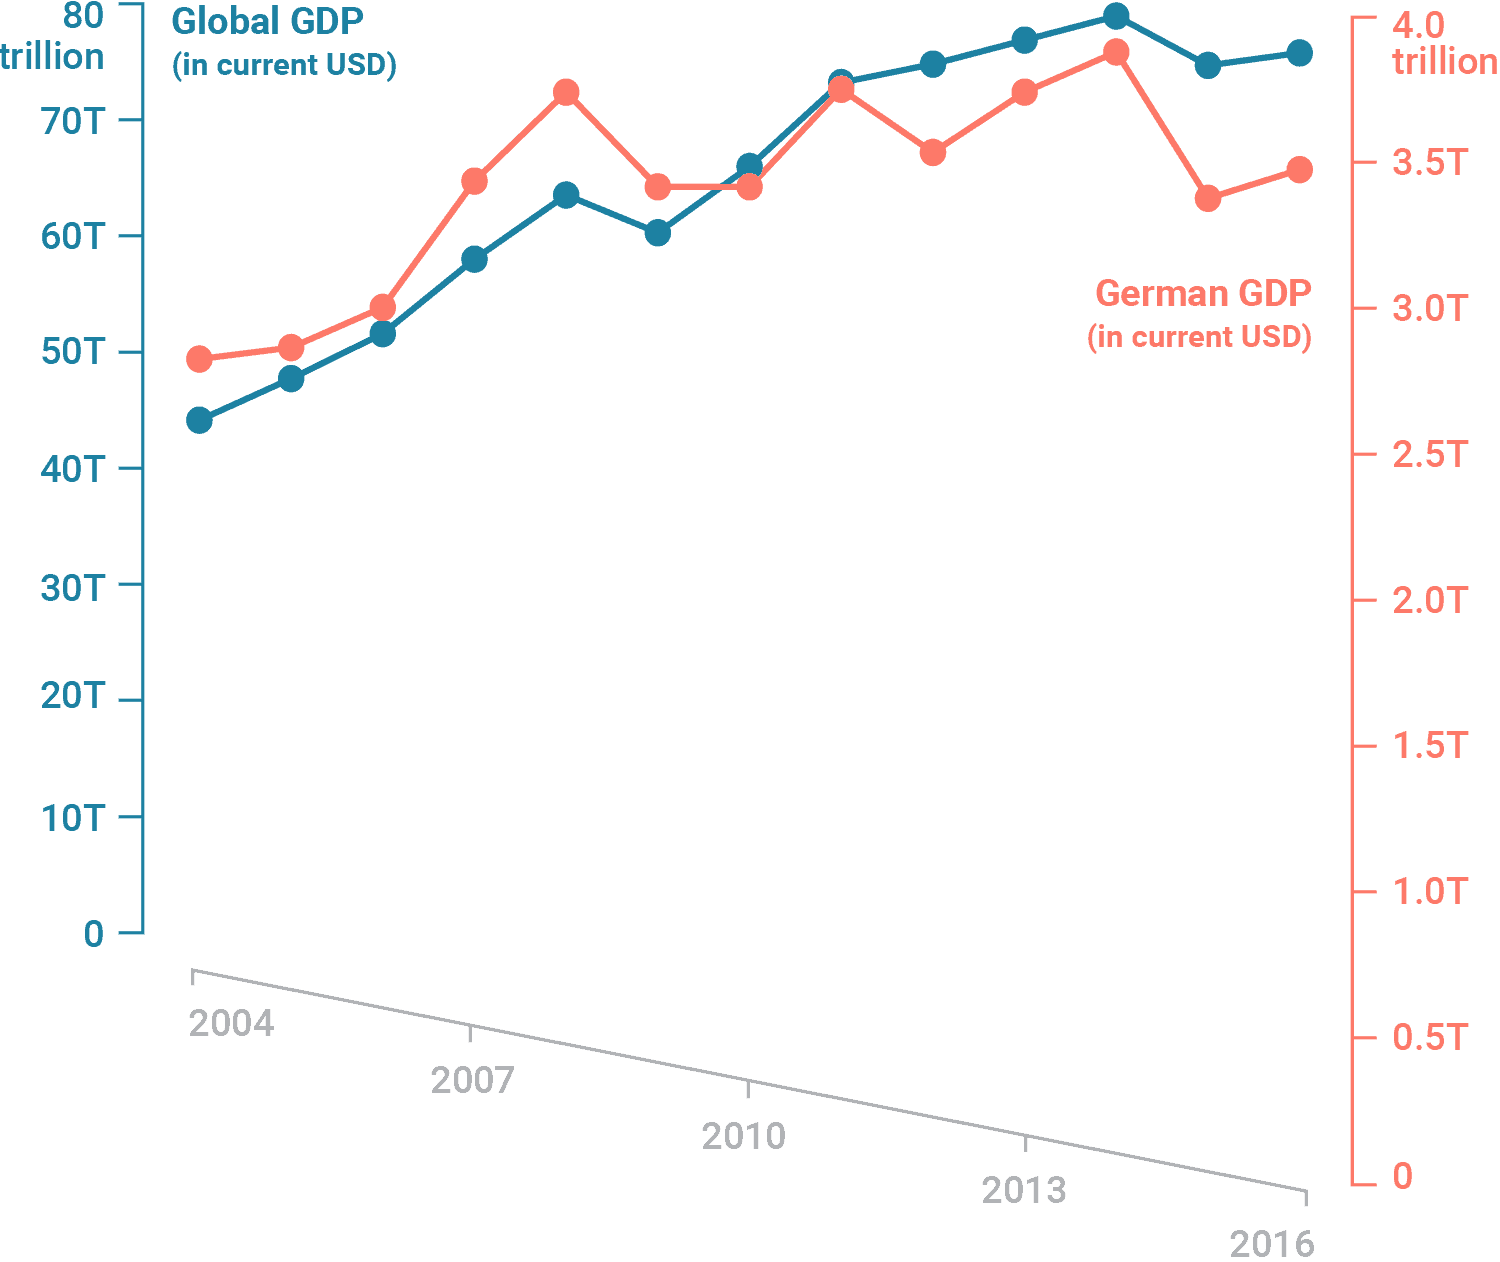 80
trillion
70T
60T
50T
40T
30T
20T
10T
0
Global GDP
(in current USD)
German GDP
(in current USD)
4.0
trillion
3.5T
3.0T
2.5T
2.0T
1.5T
1.0T
0.5T
0
2004
2007
2010
2013
2016